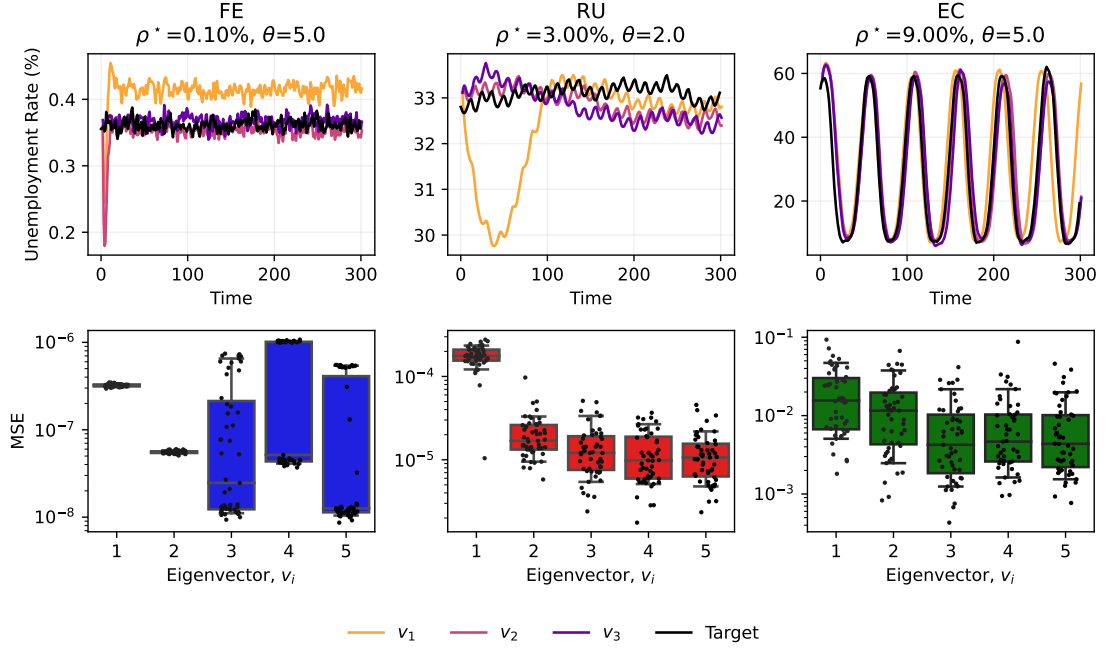 FE
ρ*=0.10%, θ=5.0
RU
ρ*=3.00%, θ=2.0
EC
ρ*=9.00%, θ=5.0
Unemployment Rate (%)
0.4
0.3
0.2
0
100
200
300
Time
33
32
31
30
0
100
200
300
Time
60
40
20
0
100
200
300
Time
MSE
10⁻⁶
10⁻⁷
10⁻⁸
1
2
3
4
5
Eigenvector, vᵢ
10⁻⁴
10⁻⁵
1
2
3
4
5
Eigenvector, vᵢ
10⁻¹
10⁻²
10⁻³
1
2
3
4
5
Eigenvector, vᵢ
v₁
v₂
v₃
Target